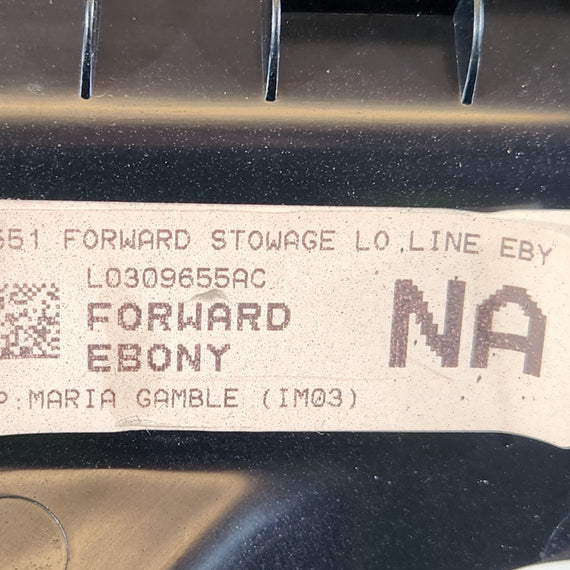 551 FORWARD STOWAGE LO.LINE EBY
L0309655AC
FORWARD
EBONY
NA
P.MARIA GAMBLE (IM03)